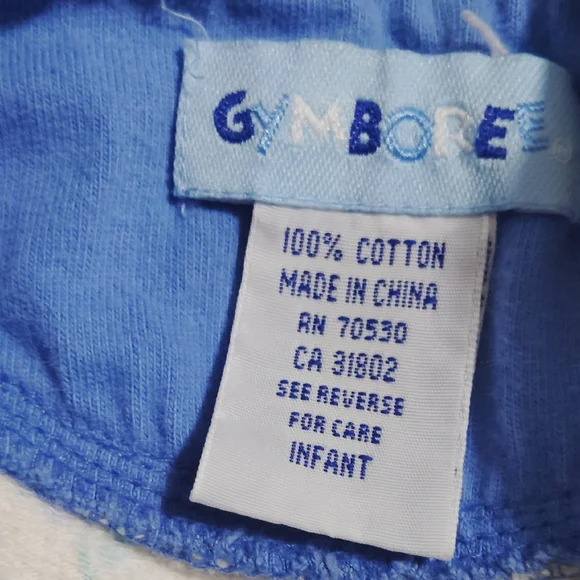 GYMBOREE
100% COTTON
MADE IN CHINA
RN 70530
CA 31802
SEE REVERSE
FOR CARE
INFANT